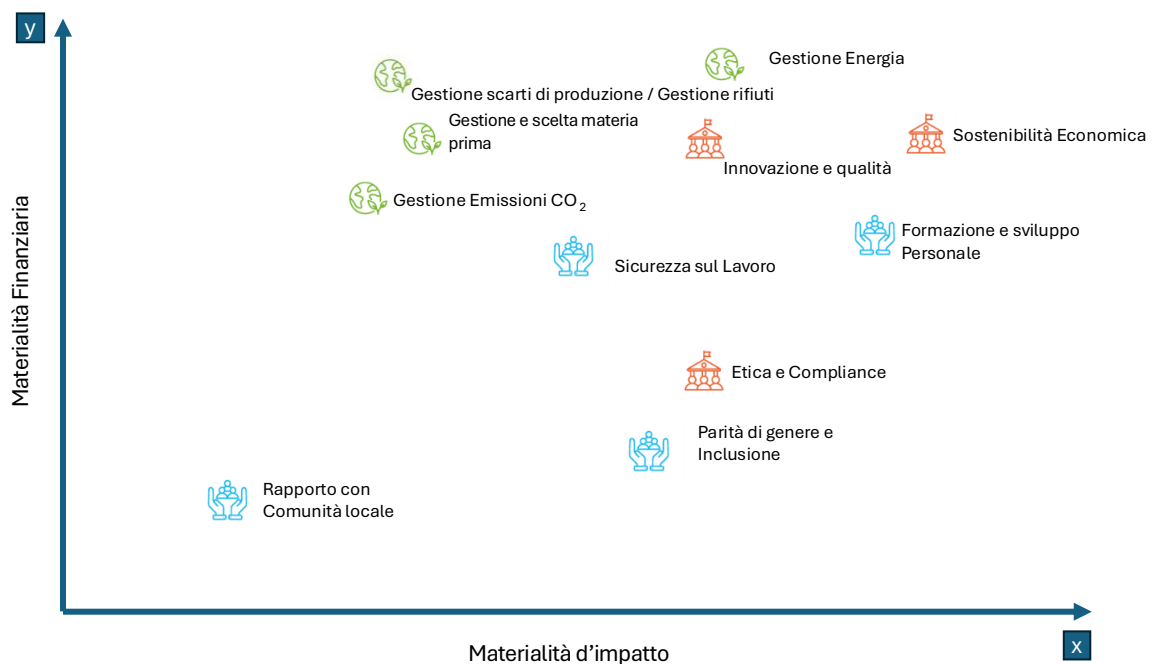 y
Gestione Energia
Gestione scarti di produzione / Gestione rifiuti
Gestione e scelta materia
prima
Sostenibilità Economica
Innovazione e qualità
Gestione Emissioni CO₂
Formazione e sviluppo
Personale
Sicurezza sul Lavoro
Materialità Finanziaria
Etica e Compliance
Parità di genere e
Inclusione
Rapporto con
Comunità locale
Materialità d’impatto
x